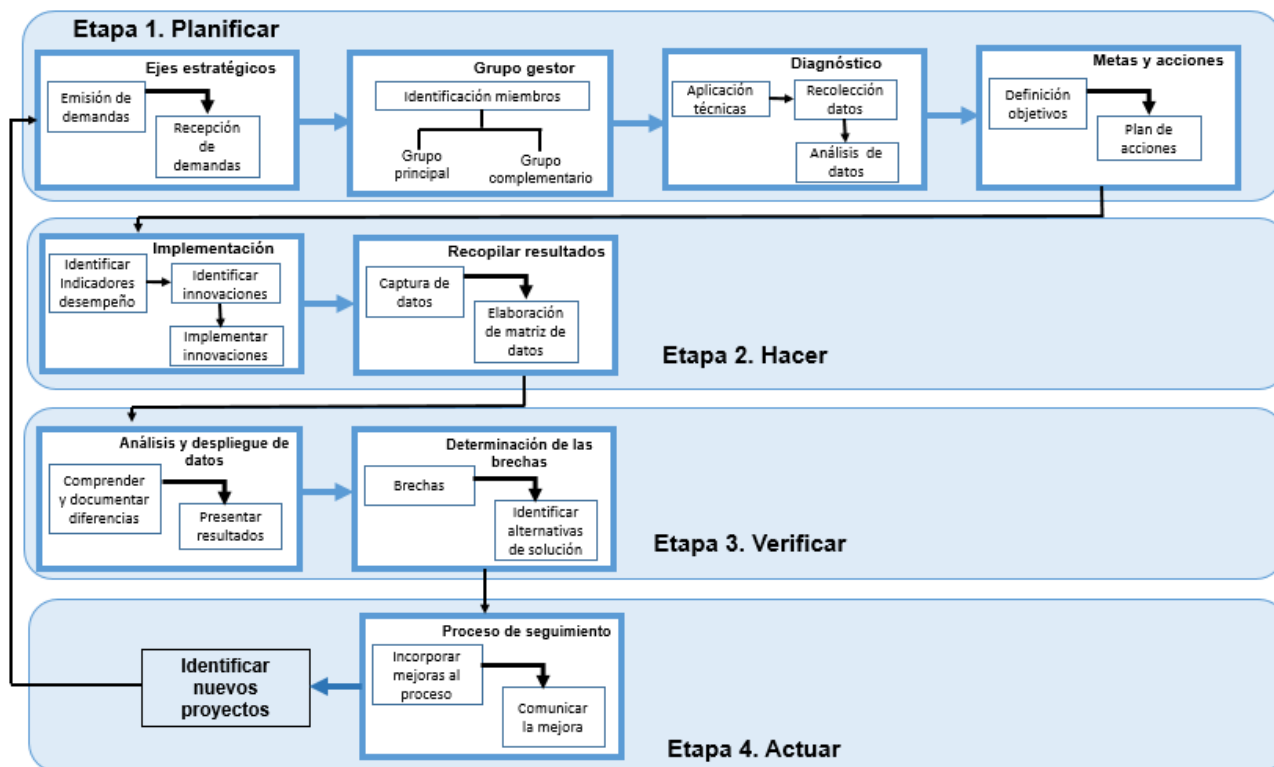 Etapa 1. Planificar
Ejes estratégicos
Emisión de
demandas
Recepción
de
demandas
Grupo gestor
Identificación miembros
Grupo
principal
Grupo
complementario
Diagnóstico
Aplicación
técnicas
Recolección
datos
Análisis de
datos
Metas y acciones
Definición
objetivos
Plan de
acciones
Implementación
Identificar
Indicadores
desempeño
Identificar
innovaciones
Implementar
innovaciones
Recopilar resultados
Captura de
datos
Elaboración
de matriz de
datos
Etapa 2. Hacer
Análisis y despliegue de
datos
Comprender
y documentar
diferencias
Presentar
resultados
Determinación de las
brechas
Brechas
Identificar
alternativas
de solución
Etapa 3. Verificar
Proceso de seguimiento
Incorporar
mejoras al
proceso
Comunicar
la mejora
Identificar
nuevos
proyectos
Etapa 4. Actuar